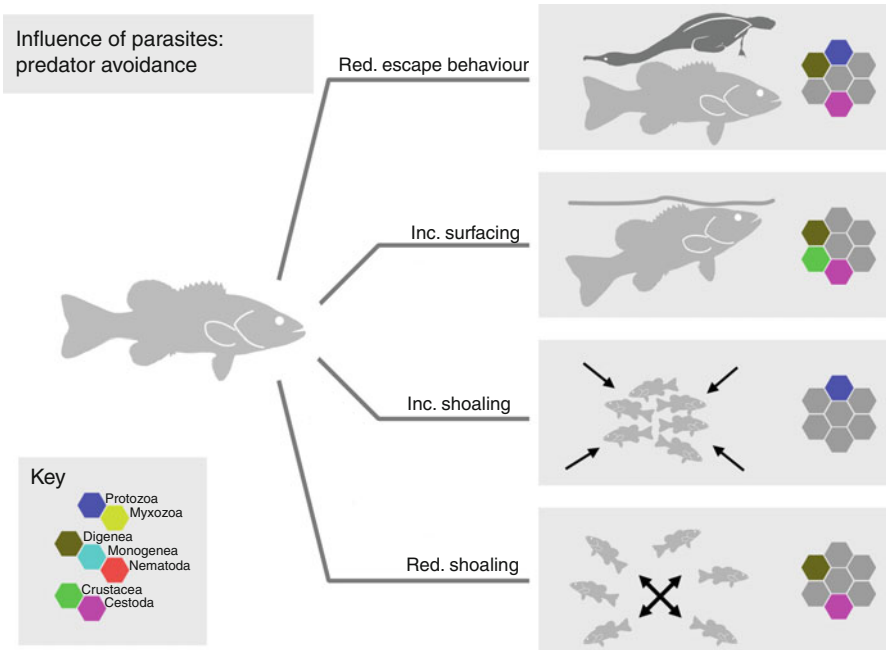 Influence of parasites:
predator avoidance
Red. escape behaviour
Inc. surfacing
Inc. shoaling
Red. shoaling
Key
Protozoa
Myxozoa
Digenea
Monogenea
Nematoda
Crustacea
Cestoda